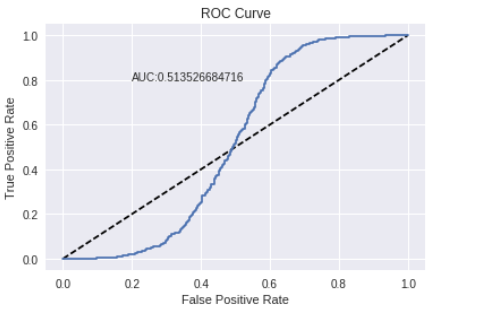 ROC Curve
1.0
0.8
0.6
0.4
0.2
0.0
AUC:0.513526684716
True Positive Rate
0.0 0.2 0.4 0.6 0.8 1.0
False Positive Rate